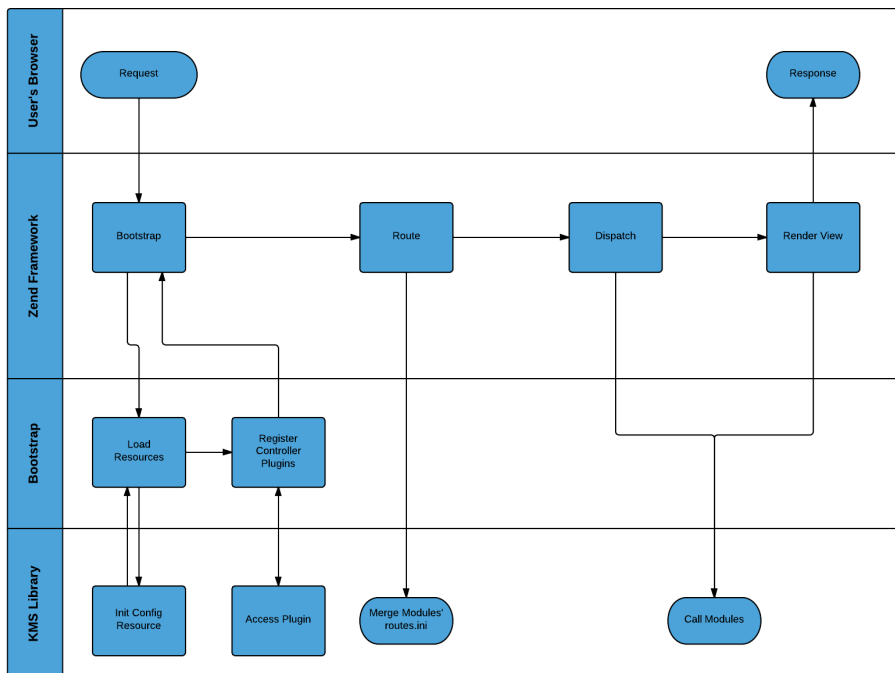 User's Browser
Request
Response
Zend Framework
Bootstrap
Route
Dispatch
Render View
Bootstrap
Load
Resources
Register
Controller
Plugins
KMS Library
Init Config
Resource
Access Plugin
Merge Modules'
routes.ini
Call Modules